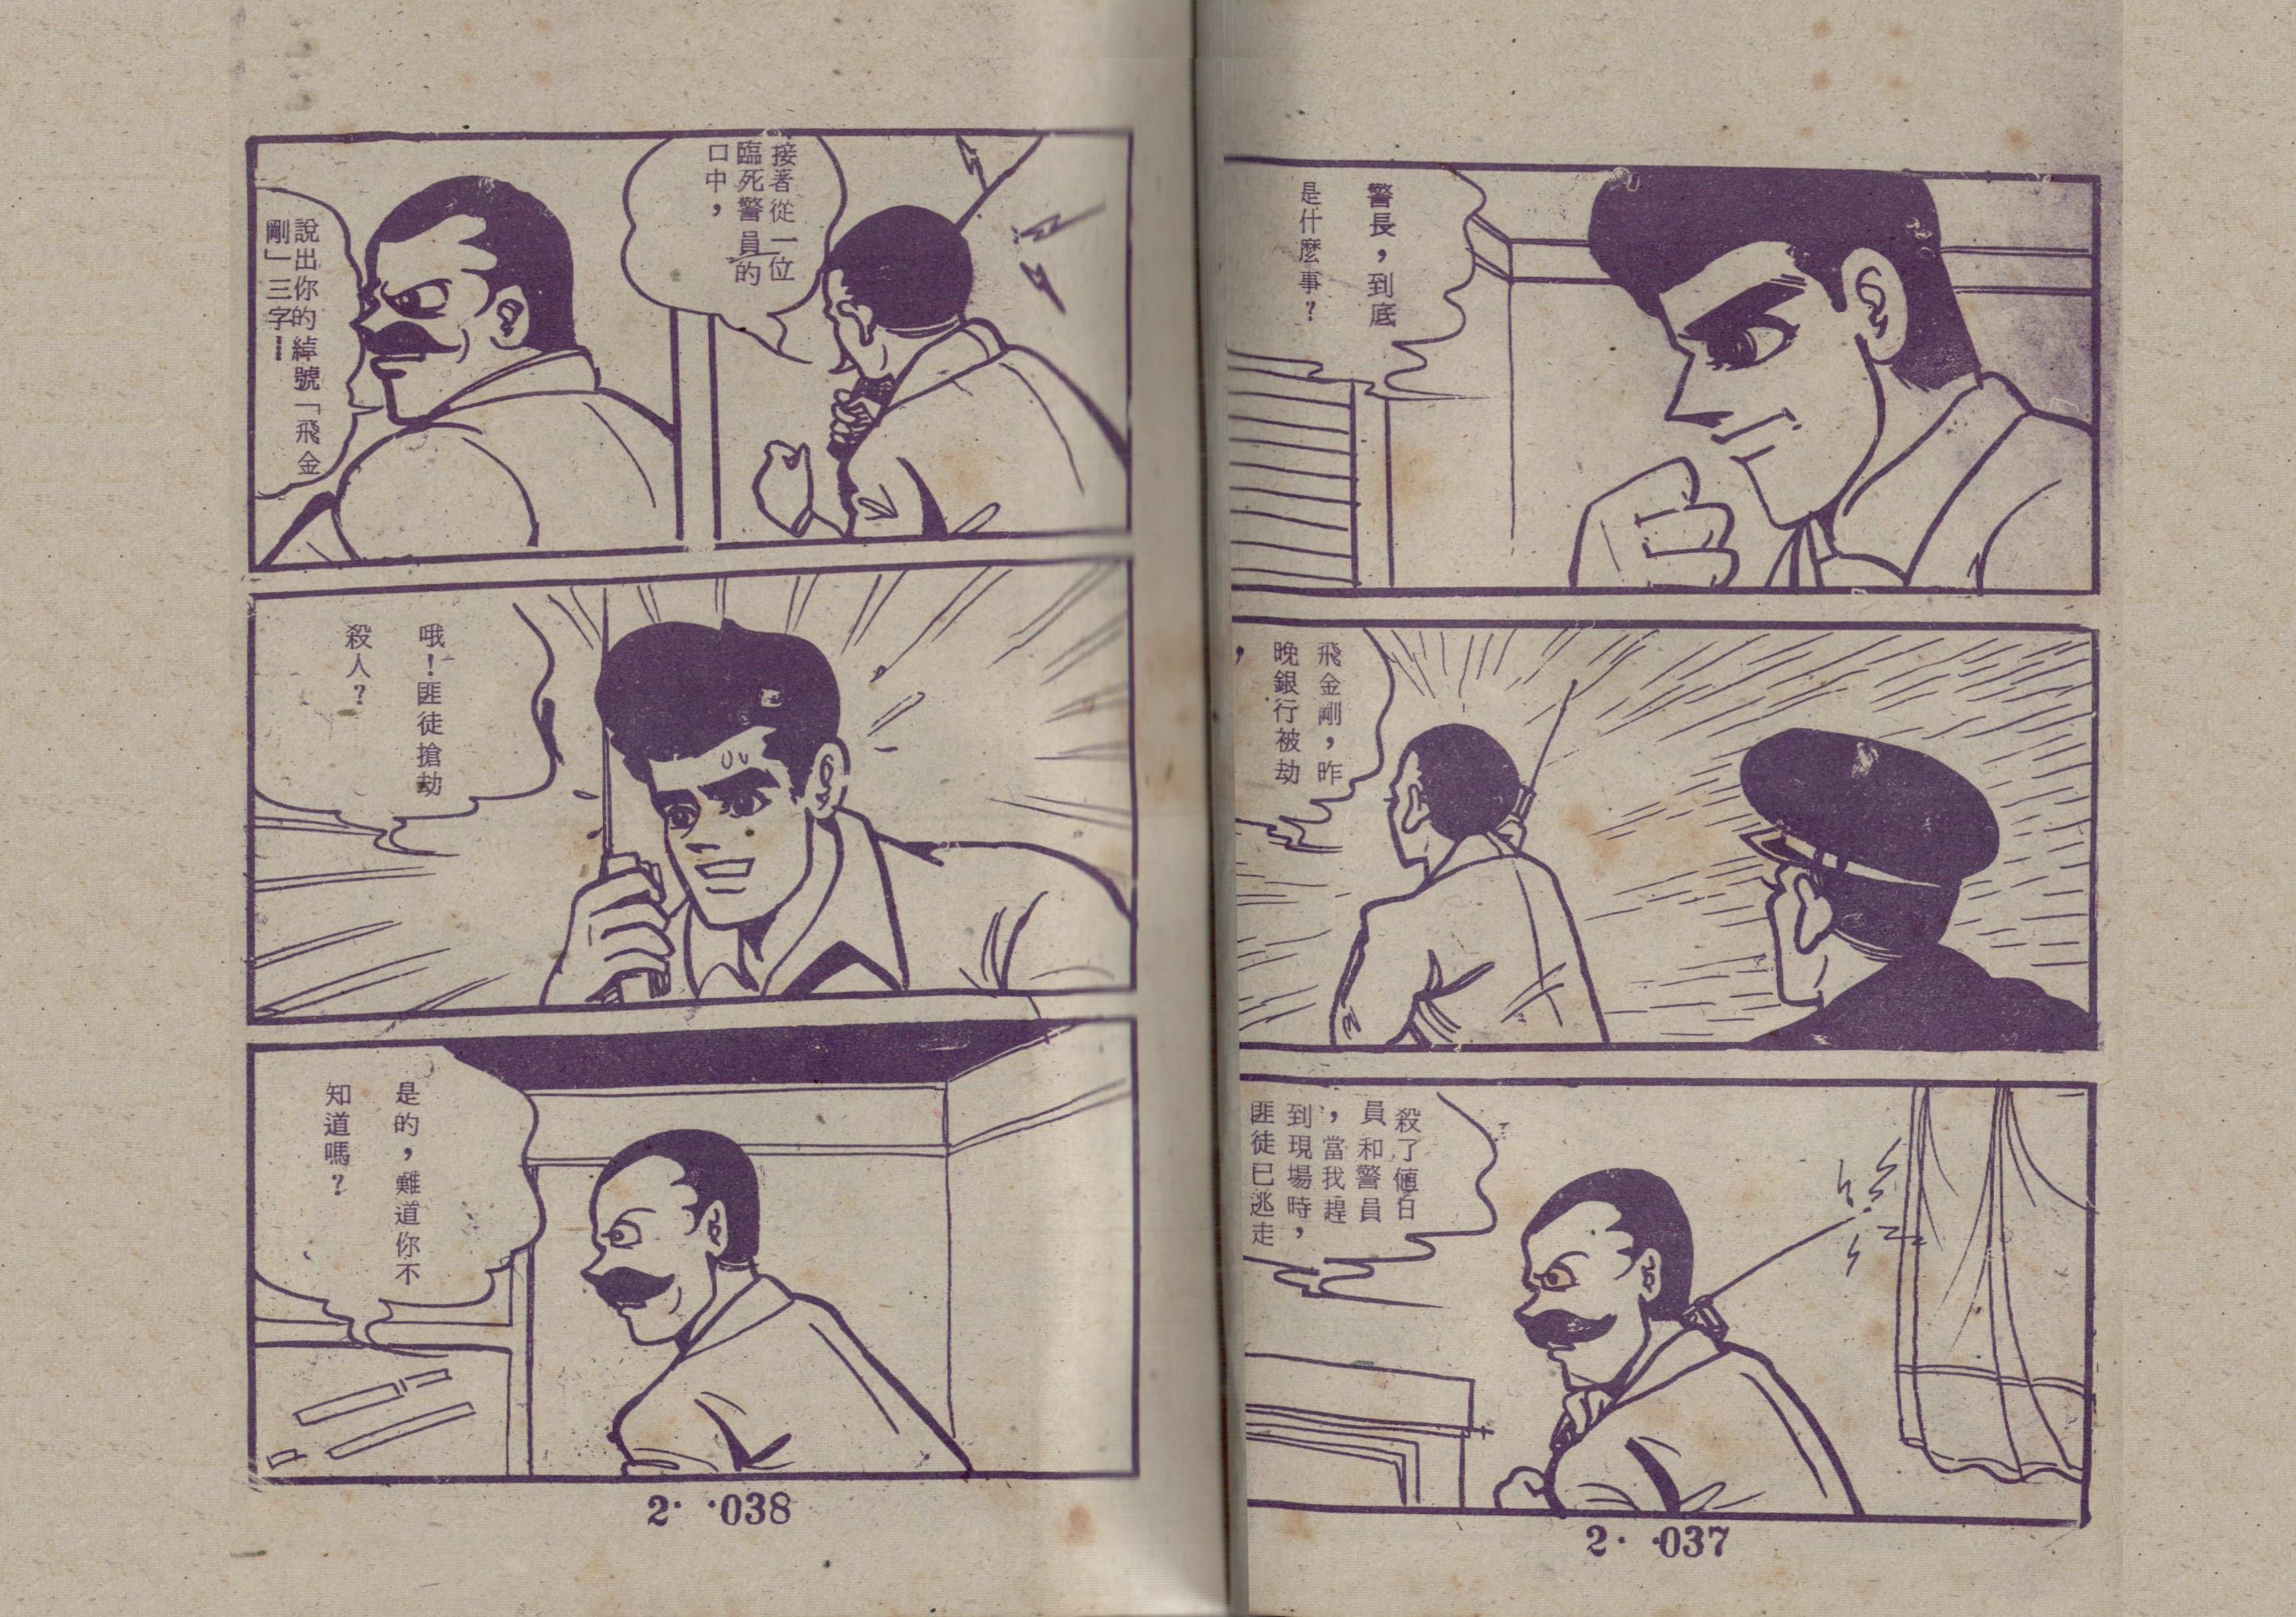 警長，到底
是什麼事？
飛金剛，昨
晚銀行被劫
，
殺了值白
員和警員
，當我趕
到現場時，
匪徒已逃走
2. .037
接著從一位
臨死警員的
口中，
說出你的綽號「飛金
剛」三字—
哦！匪徒搶劫
殺人？
是的，難道你不
知道嗎？
2. .038